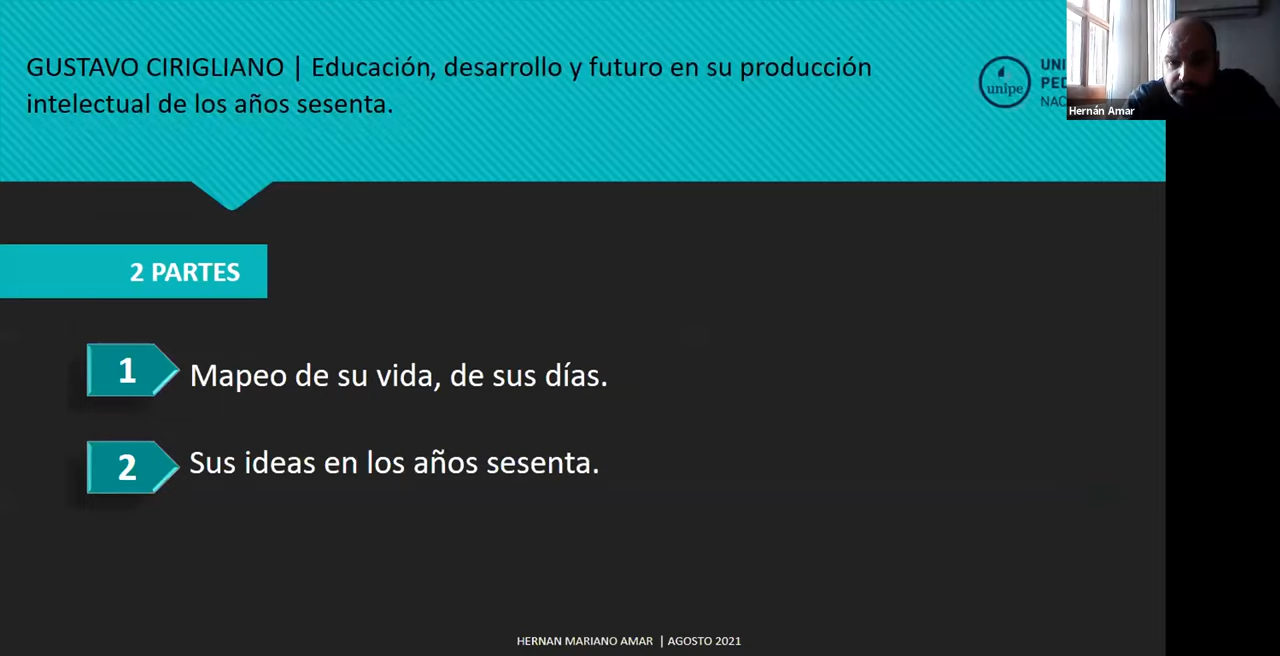 GUSTAVO CIRIGLIANO | Educación, desarrollo y futuro en su producción
intelectual de los años sesenta.
unipe
Hernán Amar
2 PARTES
1 Mapeo de su vida, de sus días.
2 Sus ideas en los años sesenta.
HERNAN MARIANO AMAR | AGOSTO 2021